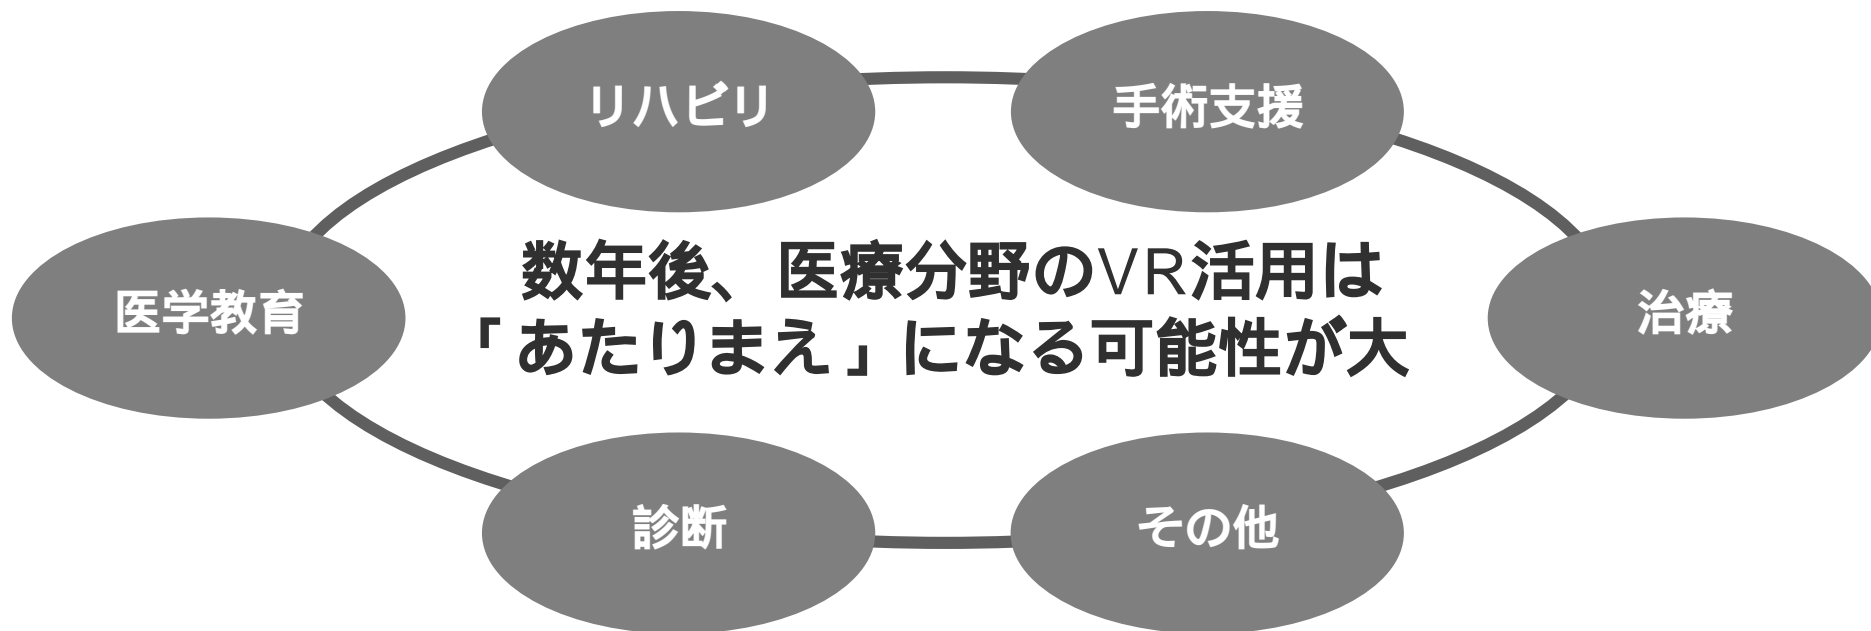 リハビリ
手術支援
医学教育
数年後、医療分野のVR活用は
「あたりまえ」になる可能性が大
治療
診断
その他